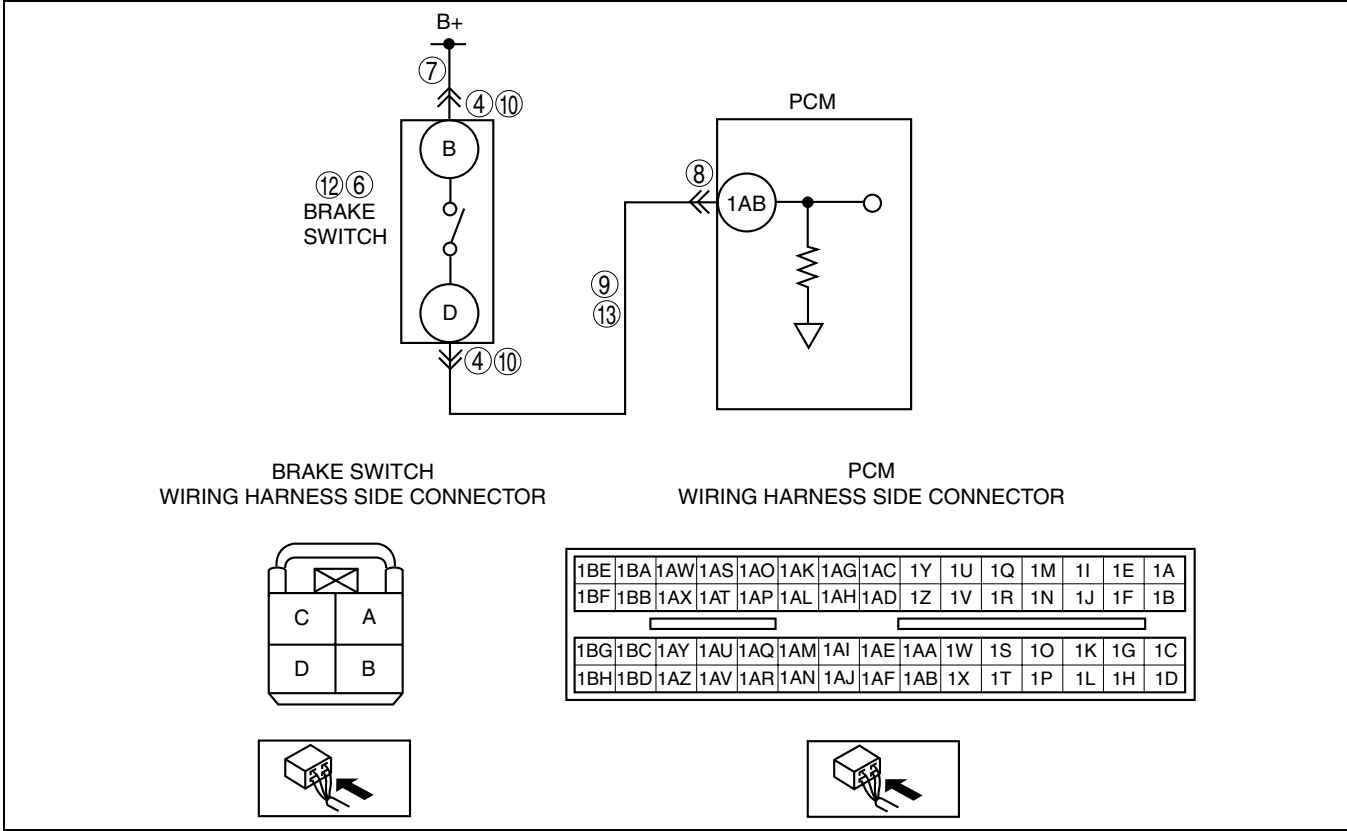 B+
⑦
④⑩
PCM
B
⑫⑥
BRAKE
SWITCH
⑧
1AB
D
⑨
⑬
④⑩
BRAKE SWITCH
WIRING HARNESS SIDE CONNECTOR
PCM
WIRING HARNESS SIDE CONNECTOR
C A
D B
1BE 1BA 1AW 1AS 1AO 1AK 1AG 1AC 1Y 1U 1Q 1M 1I 1E 1A
1BF 1BB 1AX 1AT 1AP 1AL 1AH 1AD 1Z 1V 1R 1N 1J 1F 1B
1BG 1BC 1AY 1AU 1AQ 1AM 1AI 1AE 1AA 1W 1S 1O 1K 1G 1C
1BH 1BD 1AZ 1AV 1AR 1AN 1AJ 1AF 1AB 1X 1T 1P 1L 1H 1D